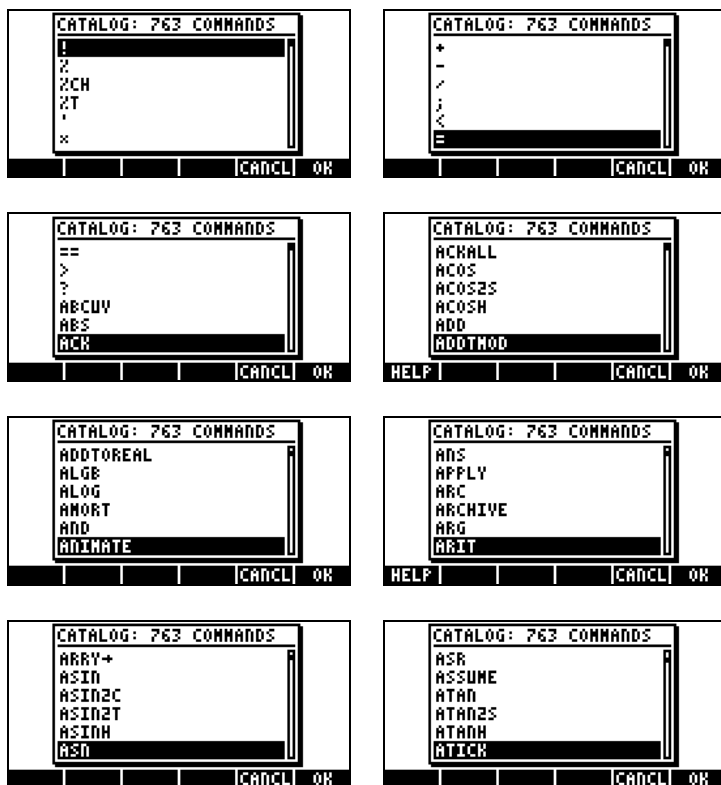 CATALOG: 763 COMMANDS
!
%
%CH
%T
'
*
CANCL OK
CATALOG: 763 COMMANDS
+
-
/
;
<
=
CANCL OK
CATALOG: 763 COMMANDS
==
>
?
ABCUV
ABS
ACK
CANCL OK
CATALOG: 763 COMMANDS
ACKALL
ACOS
ACOS2S
ACOSH
ADD
ADDTMOD
HELP CANCL OK
CATALOG: 763 COMMANDS
ADDTOREAL
ALGB
ALOG
AMORT
AND
ANIMATE
CANCL OK
CATALOG: 763 COMMANDS
ANS
APPLY
ARC
ARCHIVE
ARG
ARIT
HELP CANCL OK
CATALOG: 763 COMMANDS
ARRY→
ASIN
ASIN2C
ASIN2T
ASINH
ASN
CANCL OK
CATALOG: 763 COMMANDS
ASR
ASSUME
ATAN
ATAN2S
ATANH
ATICK
CANCL OK